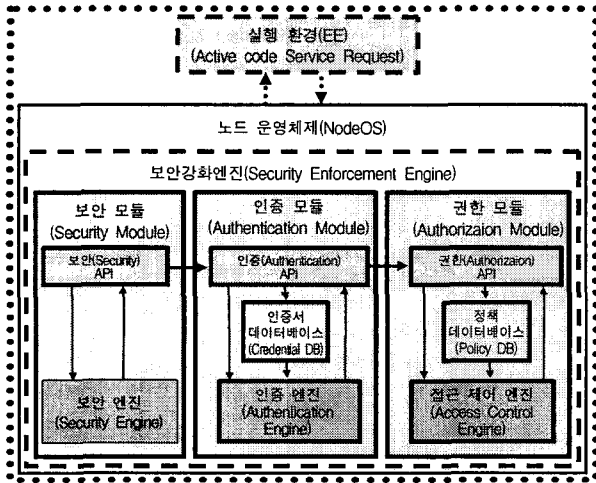 실행 환경(EE)
(Active code Service Request)
노드 운영체제(NodeOS)
보안강화엔진(Security Enforcement Engine)
보안 모듈
(Security Module)
인증 모듈
(Authentication Module)
권한 모듈
(Authorizaion Module)
보안(Security)
API
인증(Authentication)
API
권한(Authorizaion)
API
인증서
데이터베이스
(Credential DB)
정책
데이터베이스
(Policy DB)
보안 엔진
(Security Engine)
인증 엔진
(Authentication
Engine)
접근 제어 엔진
(Access Control
Engine)